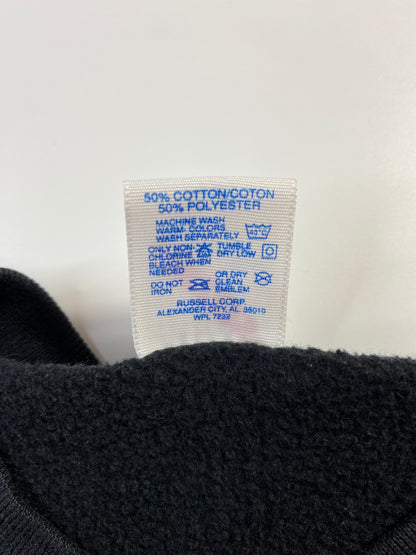 50% COTTON/COTON
50% POLYESTER
MACHINE WASH
WARM-COLORS
WASH SEPARATELY
ONLY NON-
CHLORINE
BLEACH WHEN
NEEDED
TUMBLE
DRY LOW
DO NOT
IRON
OR DRY
CLEAN
EMBLEM
RUSSELL CORP.
ALEXANDER CITY, AL 35010
WPL 7232